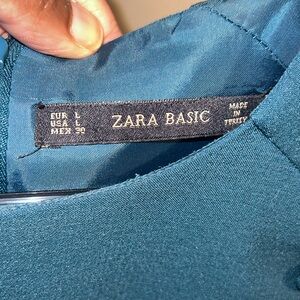 EUR L
USA L
MEX 30
ZARA BASIC
MADE IN
TURKEY